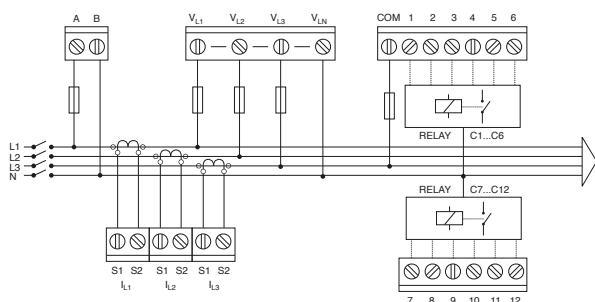 A B VL1 VL2 VL3 VLN COM 1 2 3 4 5 6
RELAY C1...C6
L1
L2
L3
N
RELAY C7...C12
S1 S2 S1 S2 S1 S2
IL1 IL2 IL3
7 8 9 10 11 12